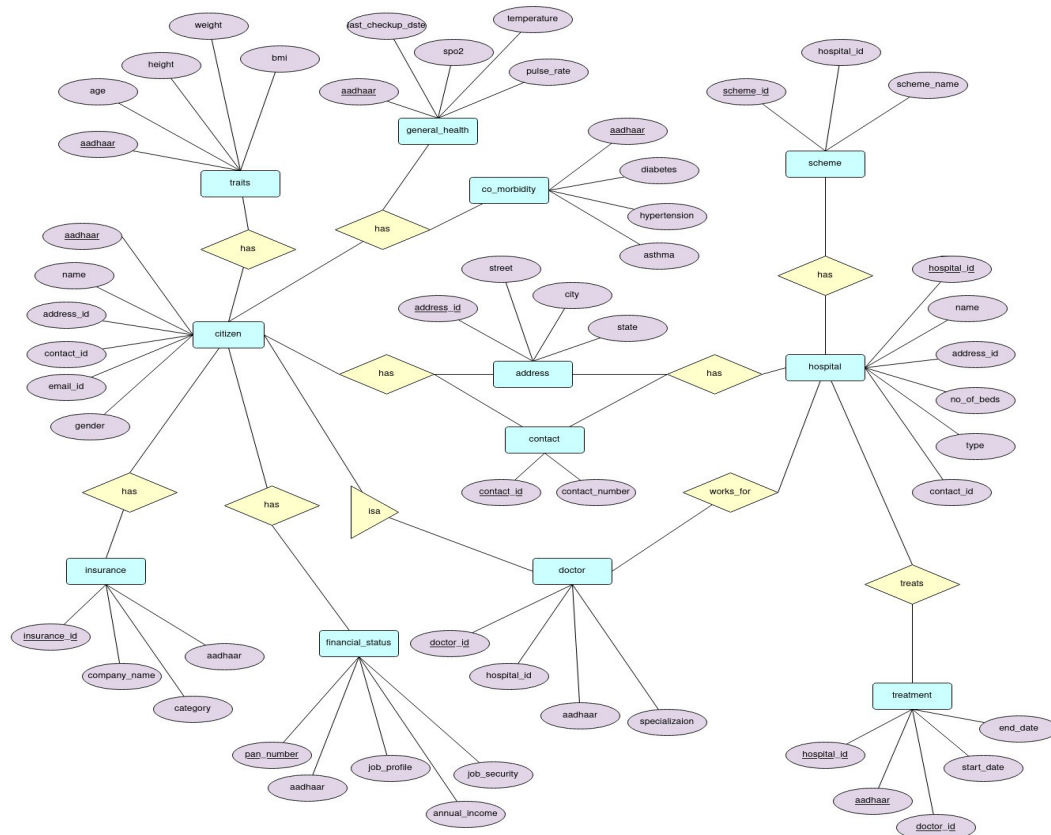 weight
height
bmi
age
aadhaar
traits
last_checkup_dste
temperature
spo2
pulse_rate
aadhaar
general_health
hospital_id
scheme_id
scheme_name
scheme
aadhaar
diabetes
co_morbidity
hypertension
asthma
has
has
has
aadhaar
name
address_id
contact_id
email_id
gender
citizen
street
city
address_id
state
has
address
has
contact
contact_id
contact_number
hospital_id
name
address_id
no_of_beds
type
contact_id
hospital
has
has
isa
works_for
insurance
insurance_id
company_name
category
aadhaar
financial_status
pan_number
aadhaar
job_profile
annual_income
job_security
doctor
doctor_id
hospital_id
aadhaar
specializaion
treats
treatment
hospital_id
aadhaar
doctor_id
start_date
end_date